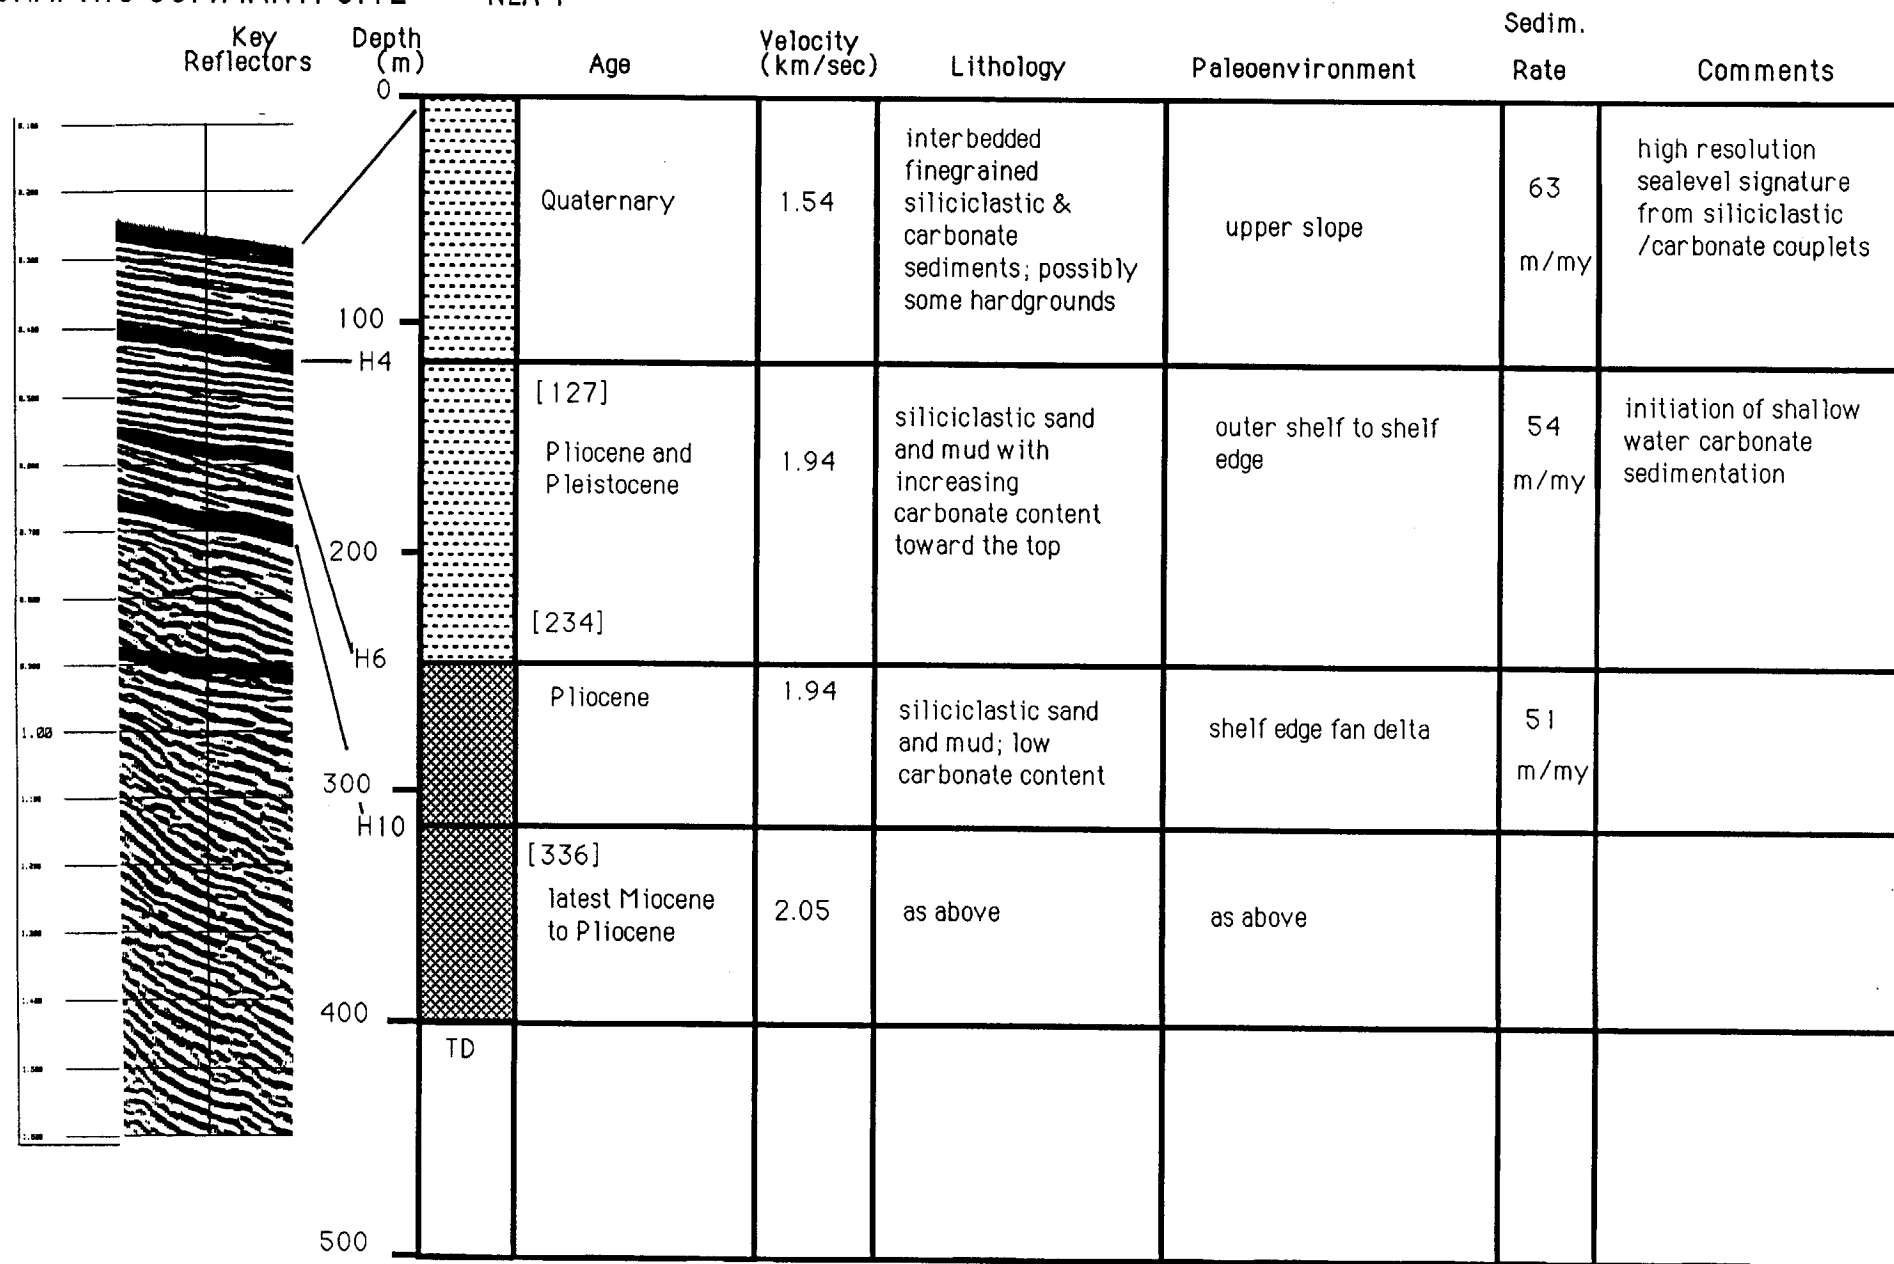 NEA-1
Key
Reflectors
Depth
(m)
Age
Velocity
(km/sec)
Lithology
Paleoenvironment
Sedim.
Rate
Comments
0
100
H4
200
H6
300
H10
400
500
Quaternary
1.54
interbedded
finegrained
siliciclastic &
carbonate
sediments; possibly
some hardgrounds
upper slope
63
m/my
high resolution
sealevel signature
from siliciclastic
/carbonate couplets
[127]
Pliocene and
Pleistocene
[234]
1.94
siliciclastic sand
and mud with
increasing
carbonate content
toward the top
outer shelf to shelf
edge
54
m/my
initiation of shallow
water carbonate
sedimentation
Pliocene
1.94
siliciclastic sand
and mud; low
carbonate content
shelf edge fan delta
51
m/my
[336]
latest Miocene
to Pliocene
2.05
as above
as above
TD
1.00